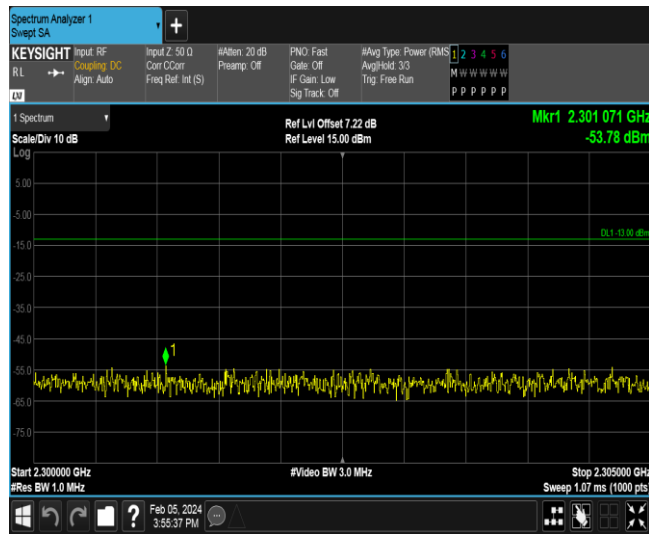 Spectrum Analyzer 1
Swept SA
KEYSIGHT
RL
LXI
Input: RF
Coupling: DC
Align: Auto
Input Z: 50 Ω
Corr CCorr
Freq Ref: Int (S)
#Atten: 20 dB
Preamp: Off
PNO: Fast
Gate: Off
IF Gain: Low
Sig Track: Off
#Avg Type: Power (RMS
Avg|Hold: 3/3
Trig: Free Run
1 2 3 4 5 6
M W W W W W
P P P P P P
1 Spectrum
Scale/Div 10 dB
Log
Ref Lvl Offset 7.22 dB
Ref Level 15.00 dBm
Mkr1 2.301 071 GHz
-53.78 dBm
5.00
-5.00
DL1 -13.00 dBm
-15.0
-25.0
-35.0
-45.0
1
-55.0
-65.0
-75.0
Start 2.300000 GHz
#Res BW 1.0 MHz
#Video BW 3.0 MHz
Stop 2.305000 GHz
Sweep 1.07 ms (1000 pts)
?
Feb 05, 2024
3:55:37 PM